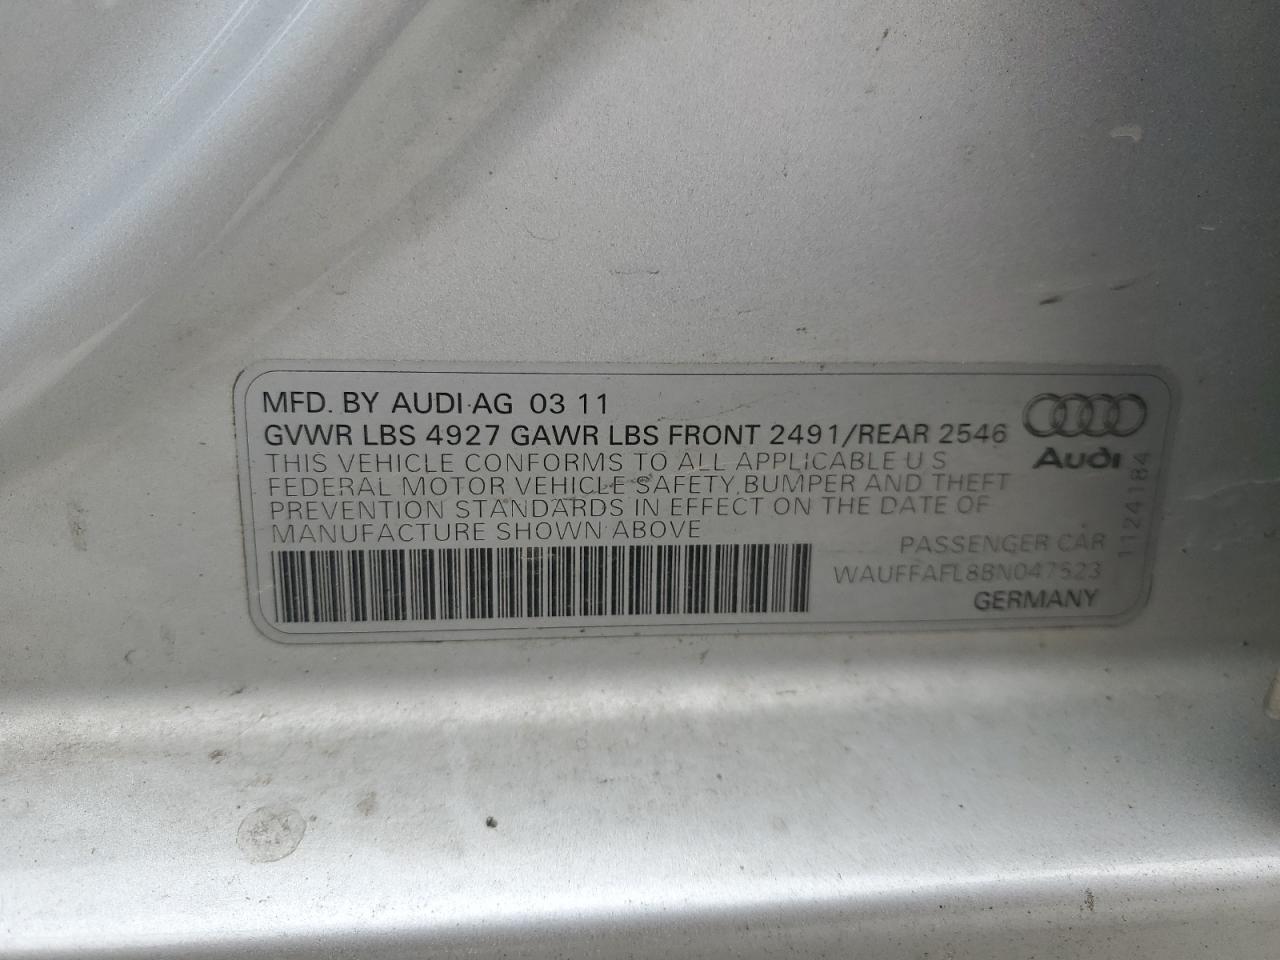 MFD. BY AUDI AG 03 11
GVWR LBS 4927 GAWR LBS FRONT 2491/REAR 2546
THIS VEHICLE CONFORMS TO ALL APPLICABLE U S
FEDERAL MOTOR VEHICLE SAFETY, BUMPER AND THEFT
PREVENTION STANDARDS IN EFFECT ON THE DATE OF
MANUFACTURE SHOWN ABOVE
Audi
1124184
PASSENGER CAR
WAUFFAFL8BN047523
GERMANY